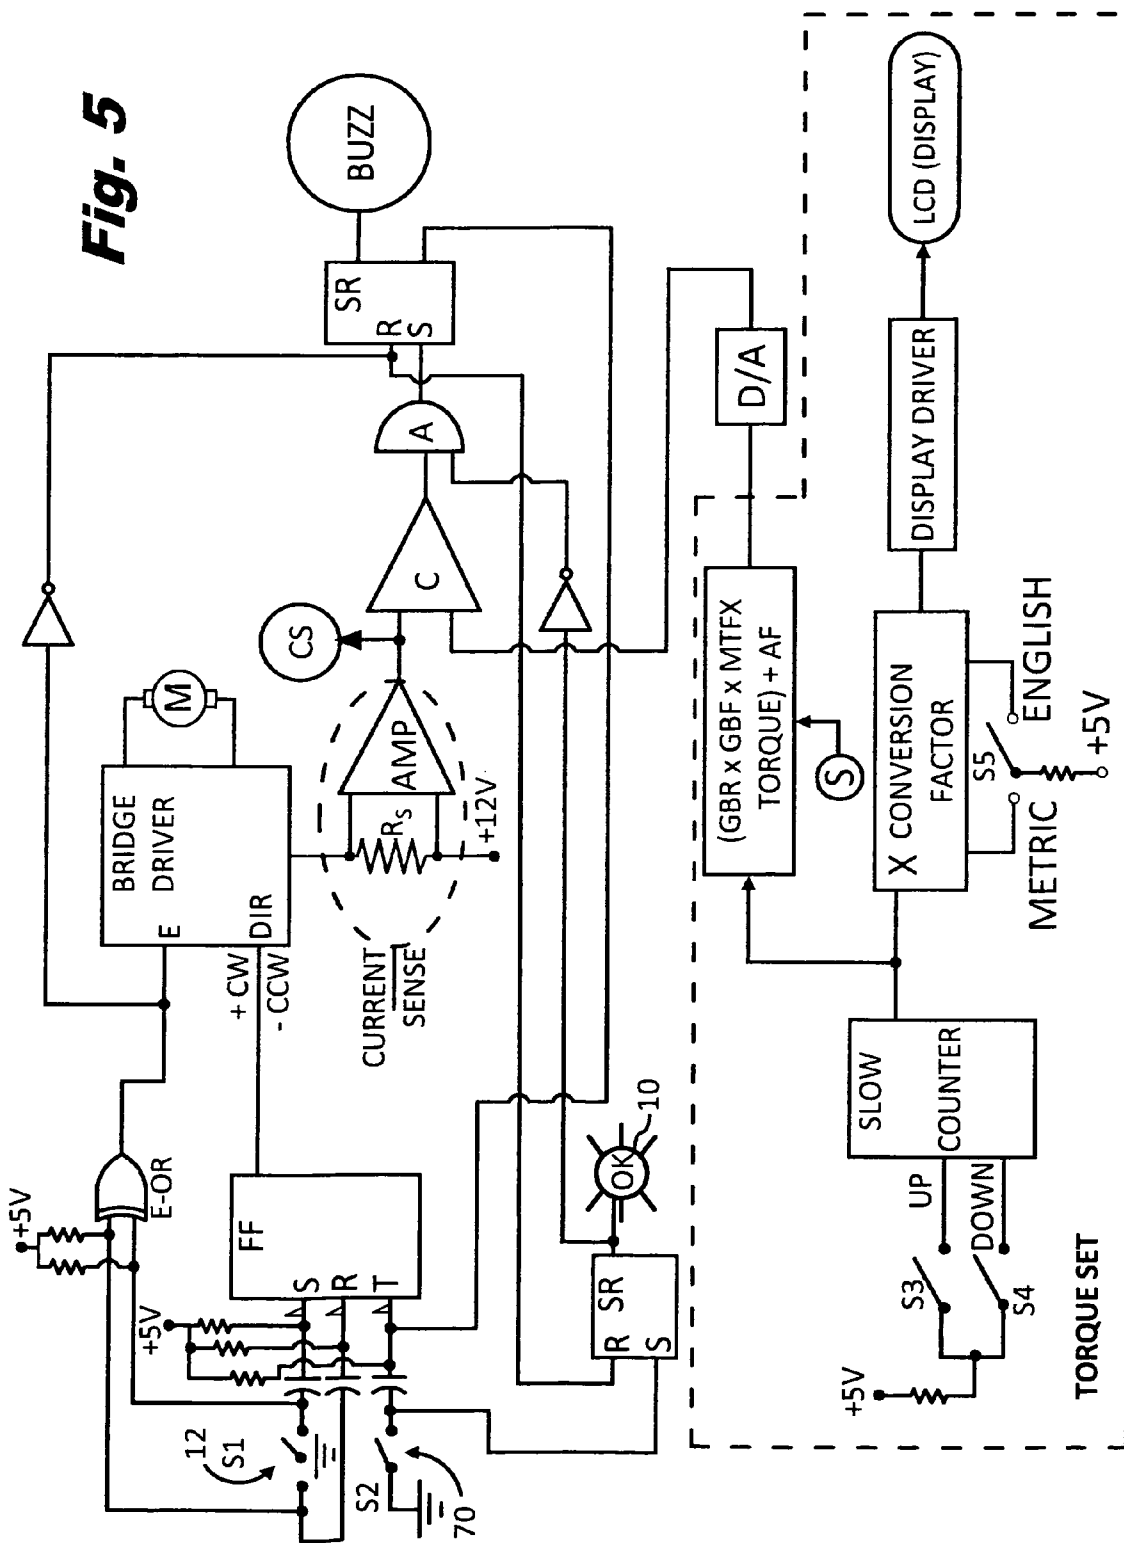 Fig. 5
+5V
E-OR
12
S1
+5V
S2
70
FF
S
R
T
+ CW
- CCW
E
DIR
BRIDGE
DRIVER
M
CURRENT
SENSE
R_S
AMP
+12V
CS
C
A
SR
R
S
BUZZ
SR
R
S
OK
10
D/A
(GBR x GBF x MTFX
TORQUE) + AF
S
+5V
S3
S4
UP
DOWN
SLOW
COUNTER
X CONVERSION
FACTOR
METRIC
S5
ENGLISH
+5V
DISPLAY DRIVER
LCD (DISPLAY)
TORQUE SET